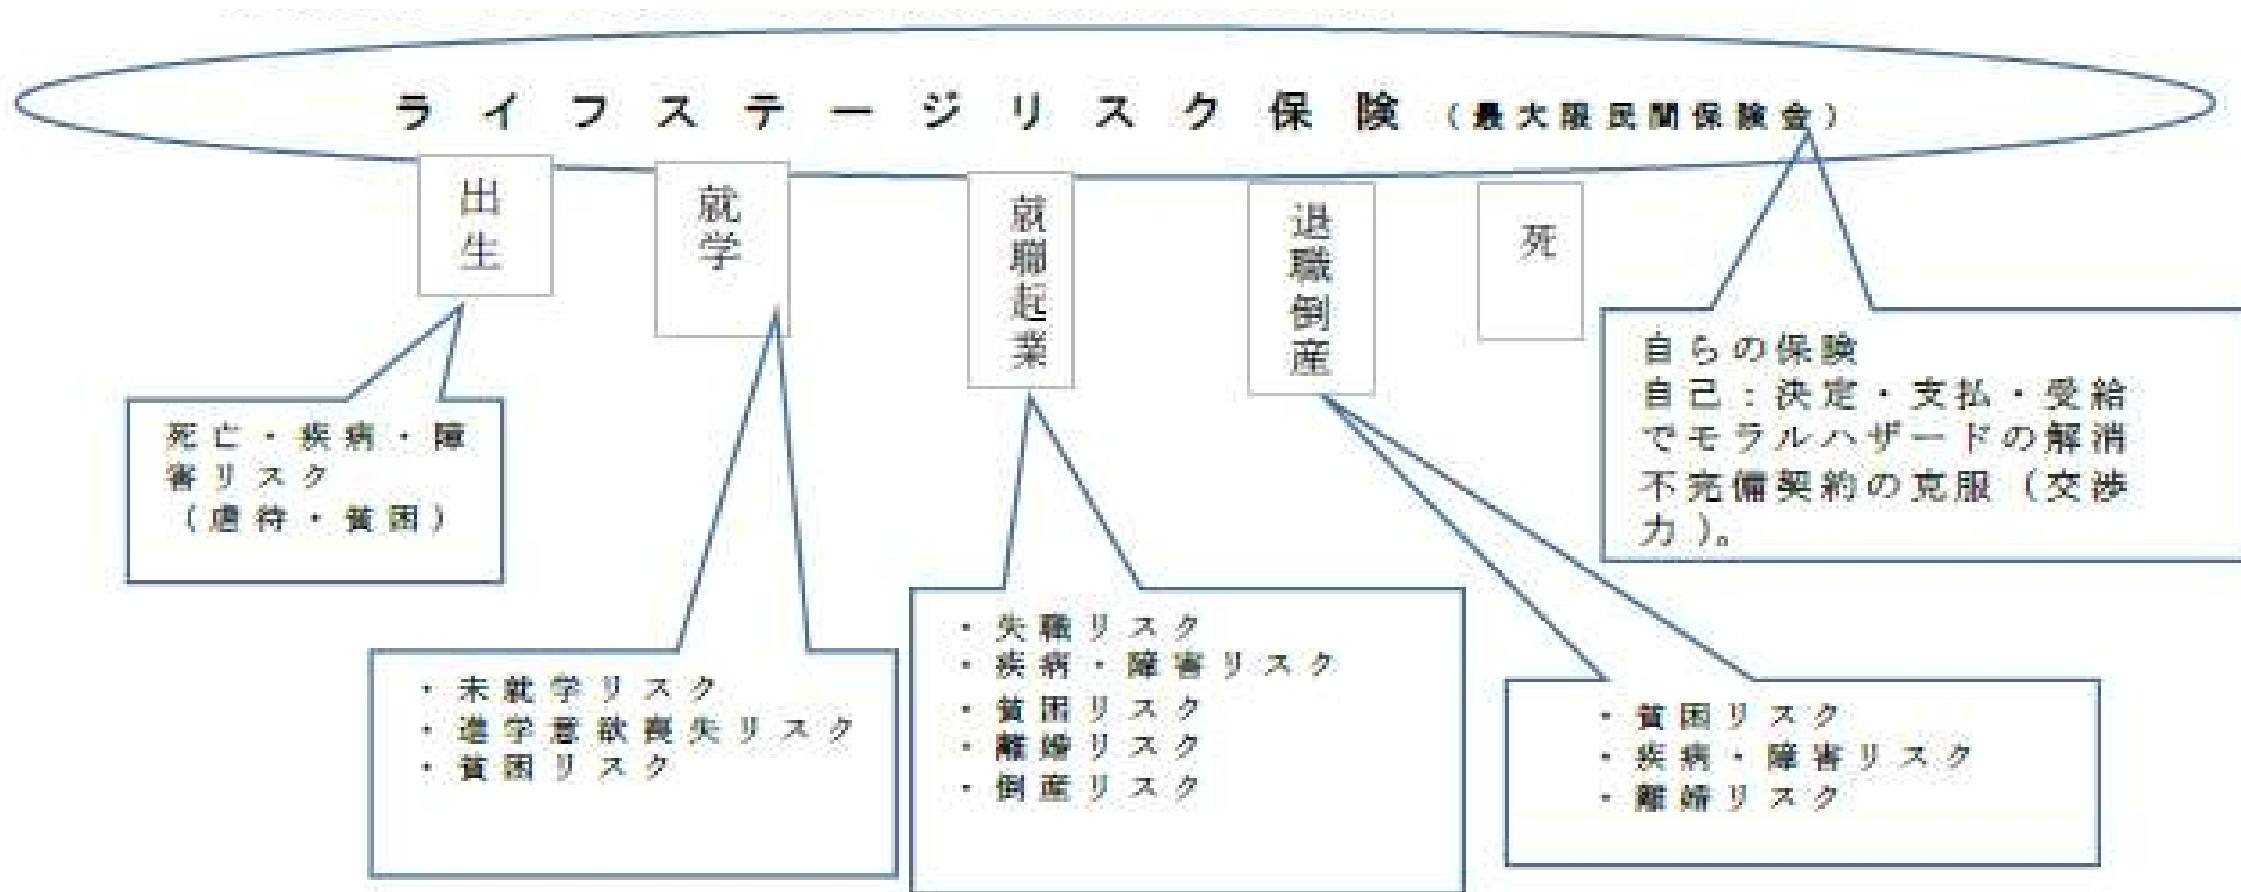 ライフステージリスク保険（最大限民間保険会）
出生
就学
就職起業
退職倒産
死
自らの保険
自己：決定・支払・受給
でモラルハザードの解消
不完備契約の克服（交渉
力）。
死亡・疾病・障
害リスク
（虐待・貧困）
・未就学リスク
・進学意欲喪失リスク
・貧困リスク
・失職リスク
・疾病・障害リスク
・貧困リスク
・離婚リスク
・倒産リスク
・貧困リスク
・疾病・障害リスク
・離婚リスク